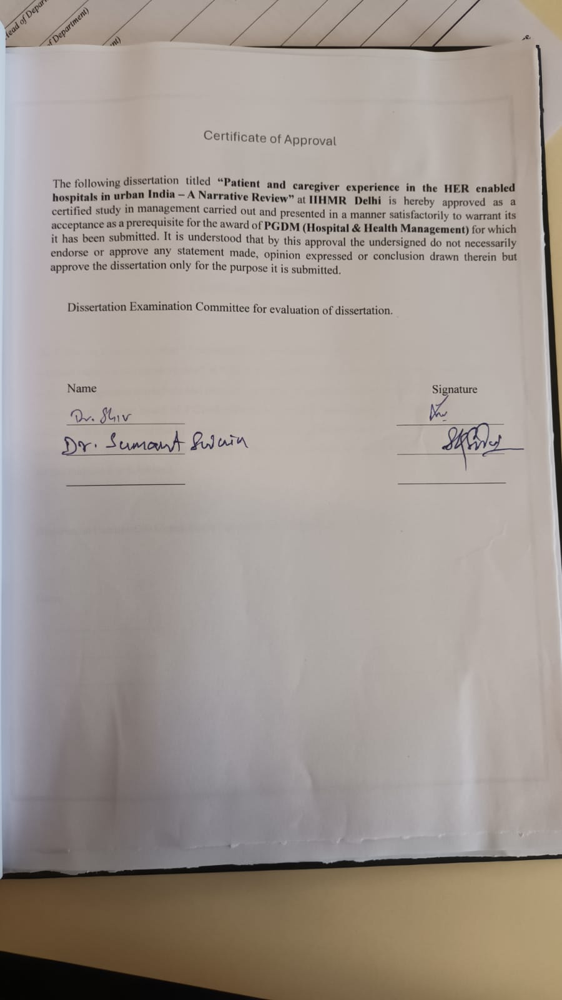 lead of Depar
f Department)
nt)
Certificate of Approval
The following dissertation titled “Patient and caregiver experience in the HER enabled
hospitals in urban India – A Narrative Review” at IIHMR Delhi is hereby approved as a
certified study in management carried out and presented in a manner satisfactorily to warrant its
acceptance as a prerequisite for the award of PGDM (Hospital & Health Management) for which
it has been submitted. It is understood that by this approval the undersigned do not necessarily
endorse or approve any statement made, opinion expressed or conclusion drawn therein but
approve the dissertation only for the purpose it is submitted.
Dissertation Examination Committee for evaluation of dissertation.
Name Signature
Dr. Shiv
Dr. Sumant Swain